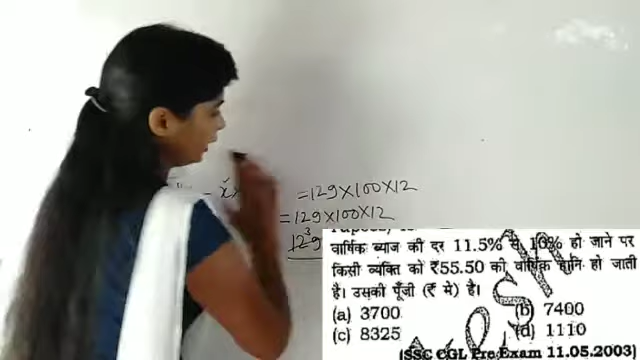 =129×100×12
=129×100×12
वार्षिक ब्याज की दर 11.5% से 10% हो जाने पर
किसी व्यक्ति को ₹55.50 की वार्षिक हानि हो जाती
है। उसकी पूँजी (₹ मे) है।
(a) 3700 (b) 7400
(c) 8325 (d) 1110
(SSC CGL Pre Exam 11.05.2003)